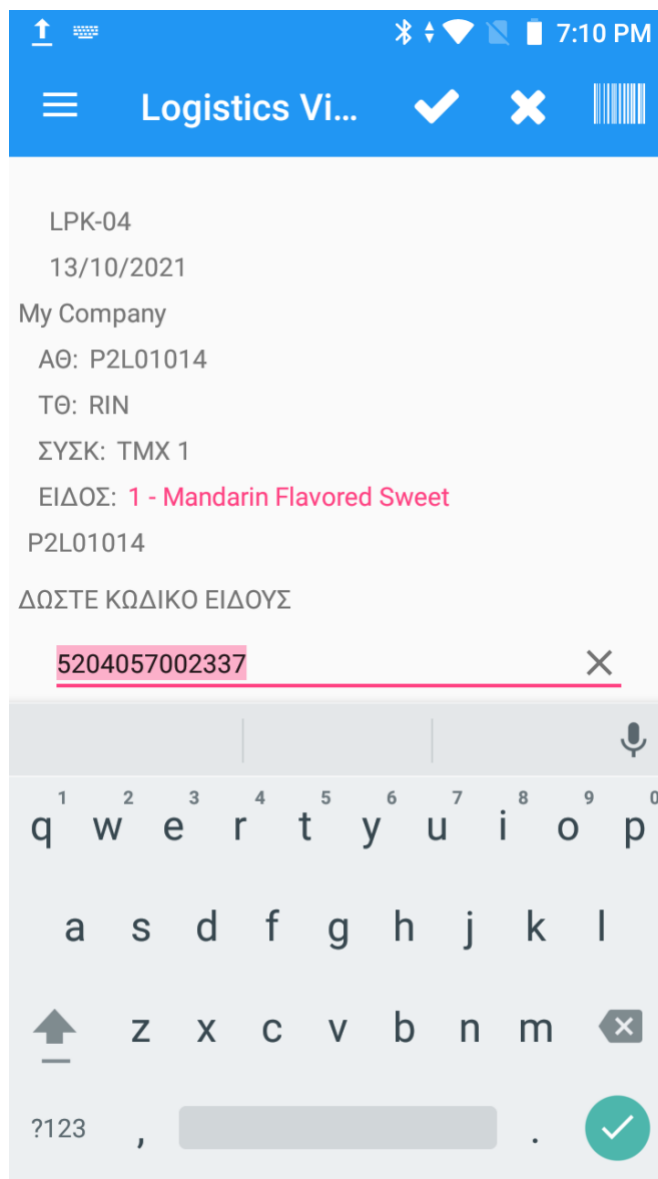 7:10 PM
Logistics Vi...
LPK-04
13/10/2021
My Company
ΑΘ: P2L01014
ΤΘ: RIN
ΣΥΣΚ: ΤΜΧ 1
ΕΙΔΟΣ: 1 - Mandarin Flavored Sweet
P2L01014
ΔΩΣΤΕ ΚΩΔΙΚΟ ΕΙΔΟΥΣ
5204057002337
1 2 3 4 5 6 7 8 9 0
q w e r t y u i o p
a s d f g h j k l
z x c v b n m
?123 , .